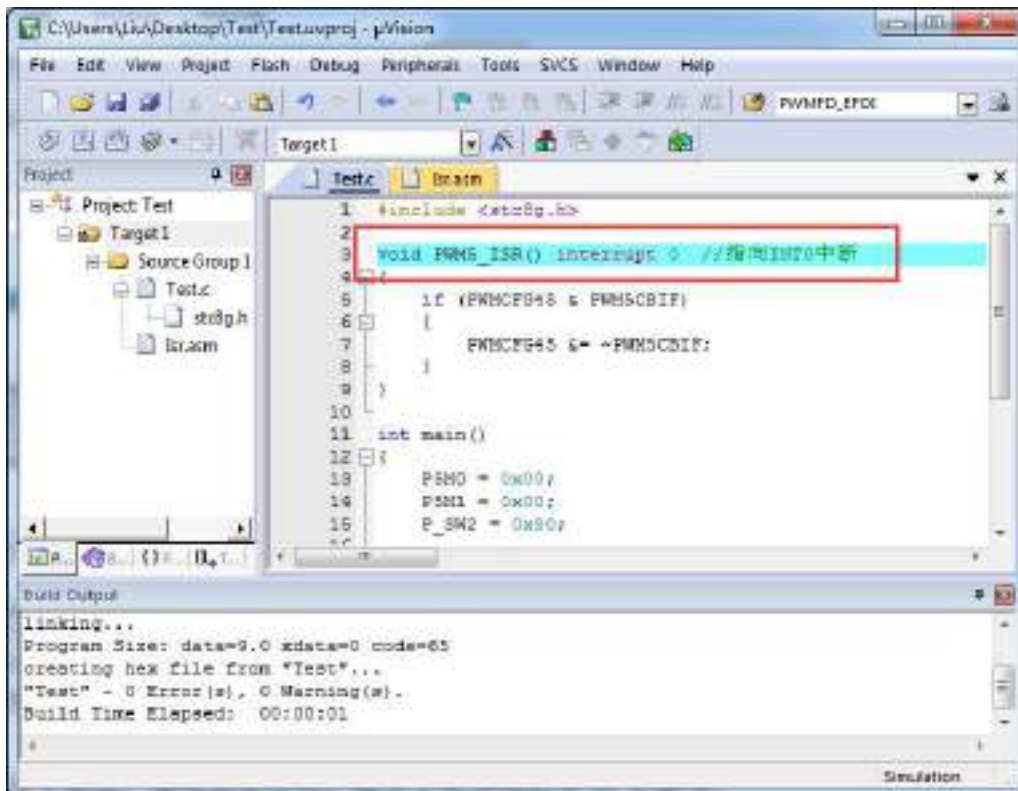 C:\Users\Liu\Desktop\Test\Test.uvproj - µVision
File Edit View Project Flash Debug Peripherals Tools SVCS Window Help
PWMFD_EFDI
Target 1
Project
Test.c isr.asm
Project: Test
Target 1
Source Group 1
Test.c
stc8g.h
isr.asm
1 #include <stc8g.h>
2
3 void PWM5_ISR() interrupt 0 //指向INT0中断
4 {
5 if (PWMCFG45 & PWM5CBIF)
6 {
7 PWMCFG45 &= ~PWM5CBIF;
8 }
9 }
10
11 int main()
12 {
13 P5M0 = 0x00;
14 P5M1 = 0x00;
15 P_SW2 = 0x80;
Build Output
linking...
Program Size: data=9.0 xdata=0 code=65
creating hex file from "Test"...
"Test" - 0 Error(s), 0 Warning(s).
Build Time Elapsed: 00:00:01
Simulation